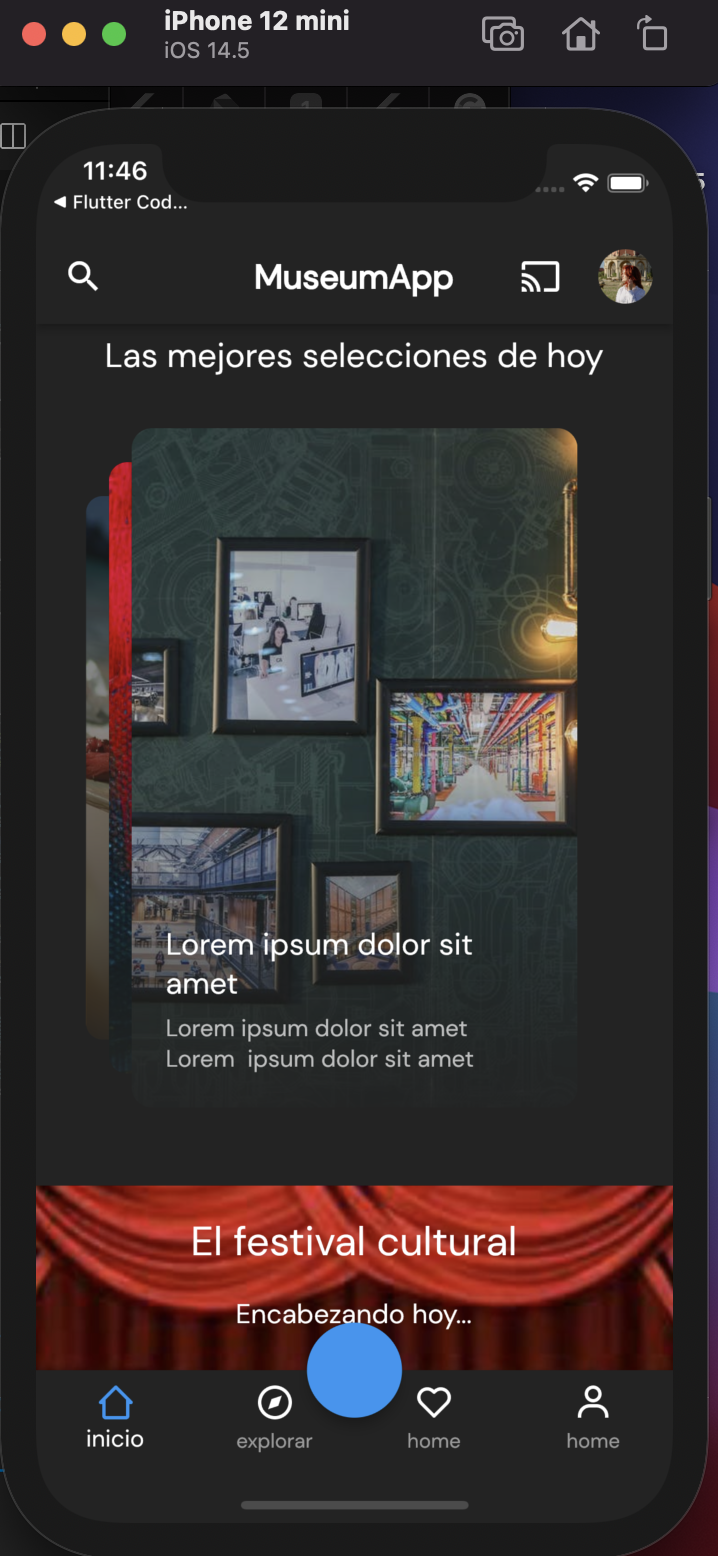 iPhone 12 mini
iOS 14.5
11:46
◀ Flutter Cod...
MuseumApp
Las mejores selecciones de hoy
Lorem ipsum dolor sit
amet
Lorem ipsum dolor sit amet
Lorem  ipsum dolor sit amet
El festival cultural
Encabezando hoy...
inicio
explorar
home
home